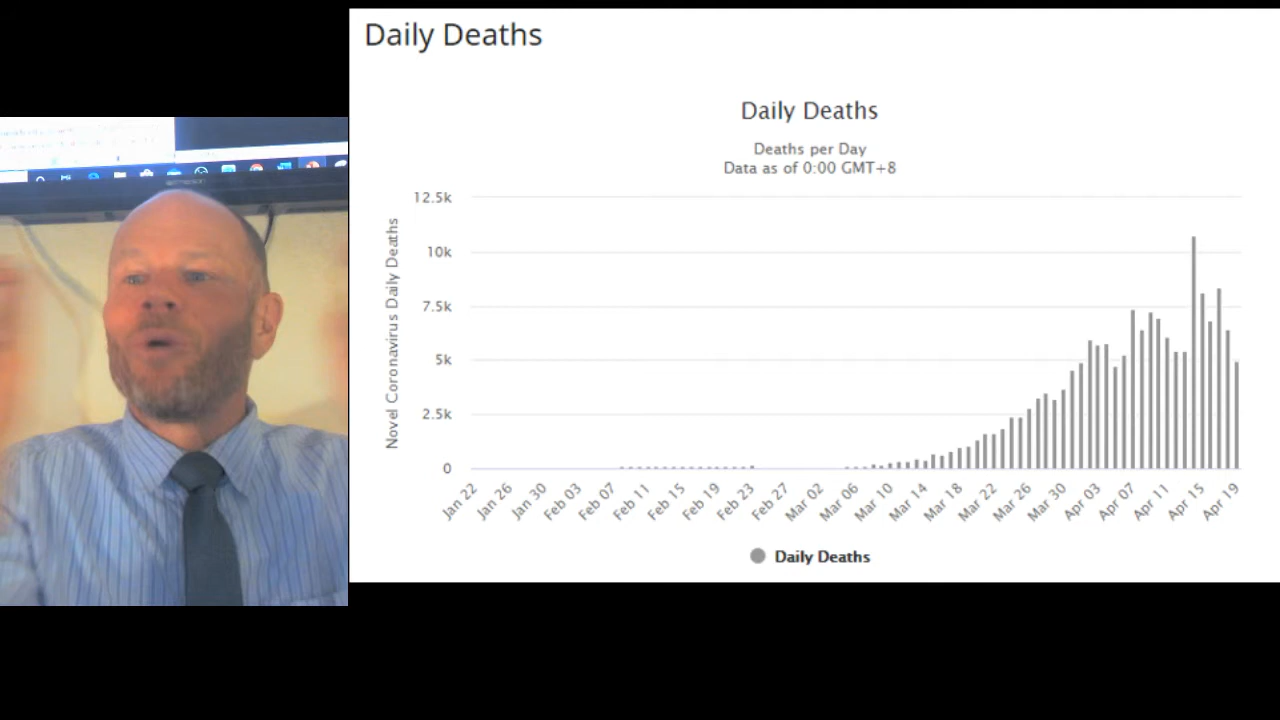 Daily Deaths
Daily Deaths
Deaths per Day
Data as of 0:00 GMT+8
Novel Coronavirus Daily Deaths
12.5k
10k
7.5k
5k
2.5k
0
Jan 22
Jan 26
Jan 30
Feb 03
Feb 07
Feb 11
Feb 15
Feb 19
Feb 23
Feb 27
Mar 02
Mar 06
Mar 10
Mar 14
Mar 18
Mar 22
Mar 26
Mar 30
Apr 03
Apr 07
Apr 11
Apr 15
Apr 19
Daily Deaths